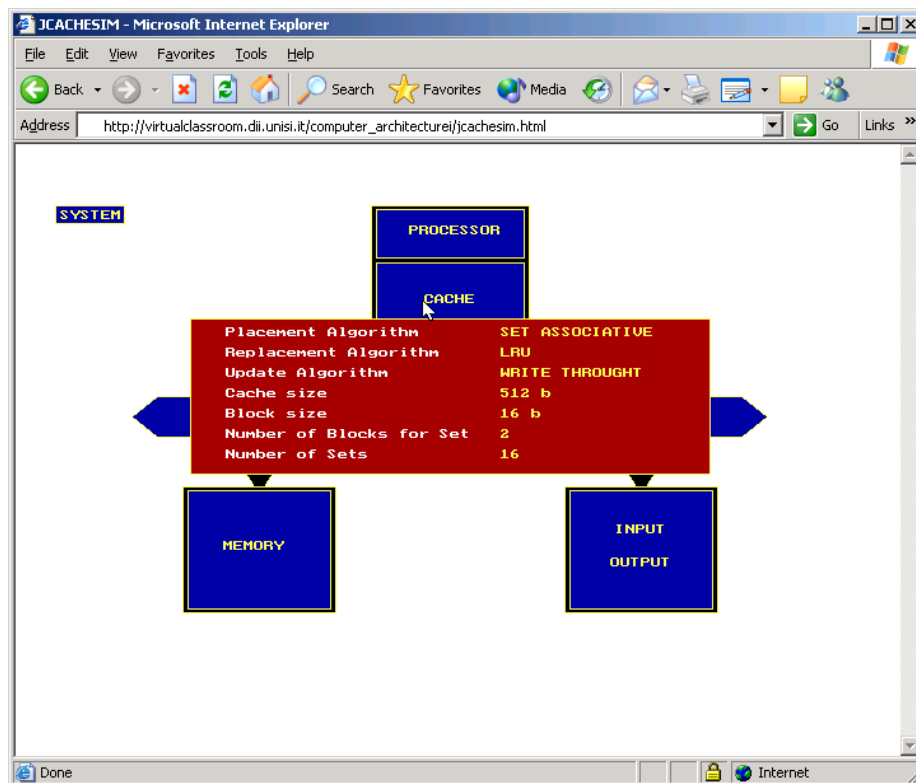 JCACHESIM - Microsoft Internet Explorer
File Edit View Favorites Tools Help
Back Search Favorites Media
Address http://virtualclassroom.dii.unisi.it/computer_architecturei/jcachesim.html Go Links »
SYSTEM
PROCESSOR
CACHE
Placement Algorithm SET ASSOCIATIVE
Replacement Algorithm LRU
Update Algorithm WRITE THROUGHT
Cache size 512 b
Block size 16 b
Number of Blocks for Set 2
Number of Sets 16
MEMORY
INPUT
OUTPUT
Done Internet